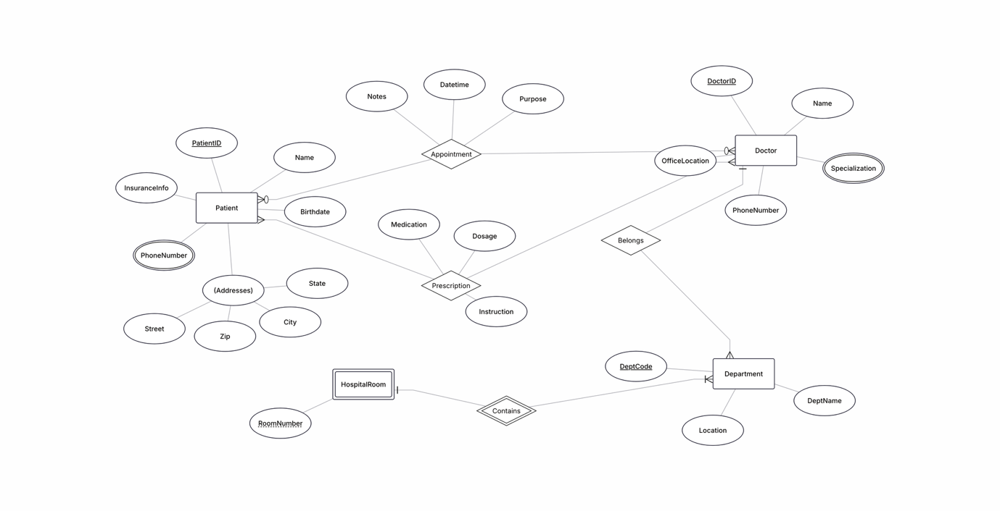 DoctorID
Datetime
Notes
Purpose
Name
PatientID
Doctor
Appointment
Name
OfficeLocation
Specialization
InsuranceInfo
Patient
Birthdate
PhoneNumber
Medication
Dosage
Belongs
PhoneNumber
State
Prescription
(Addresses)
Instruction
City
Street
Zip
DeptCode
Department
HospitalRoom
DeptName
Contains
RoomNumber
Location